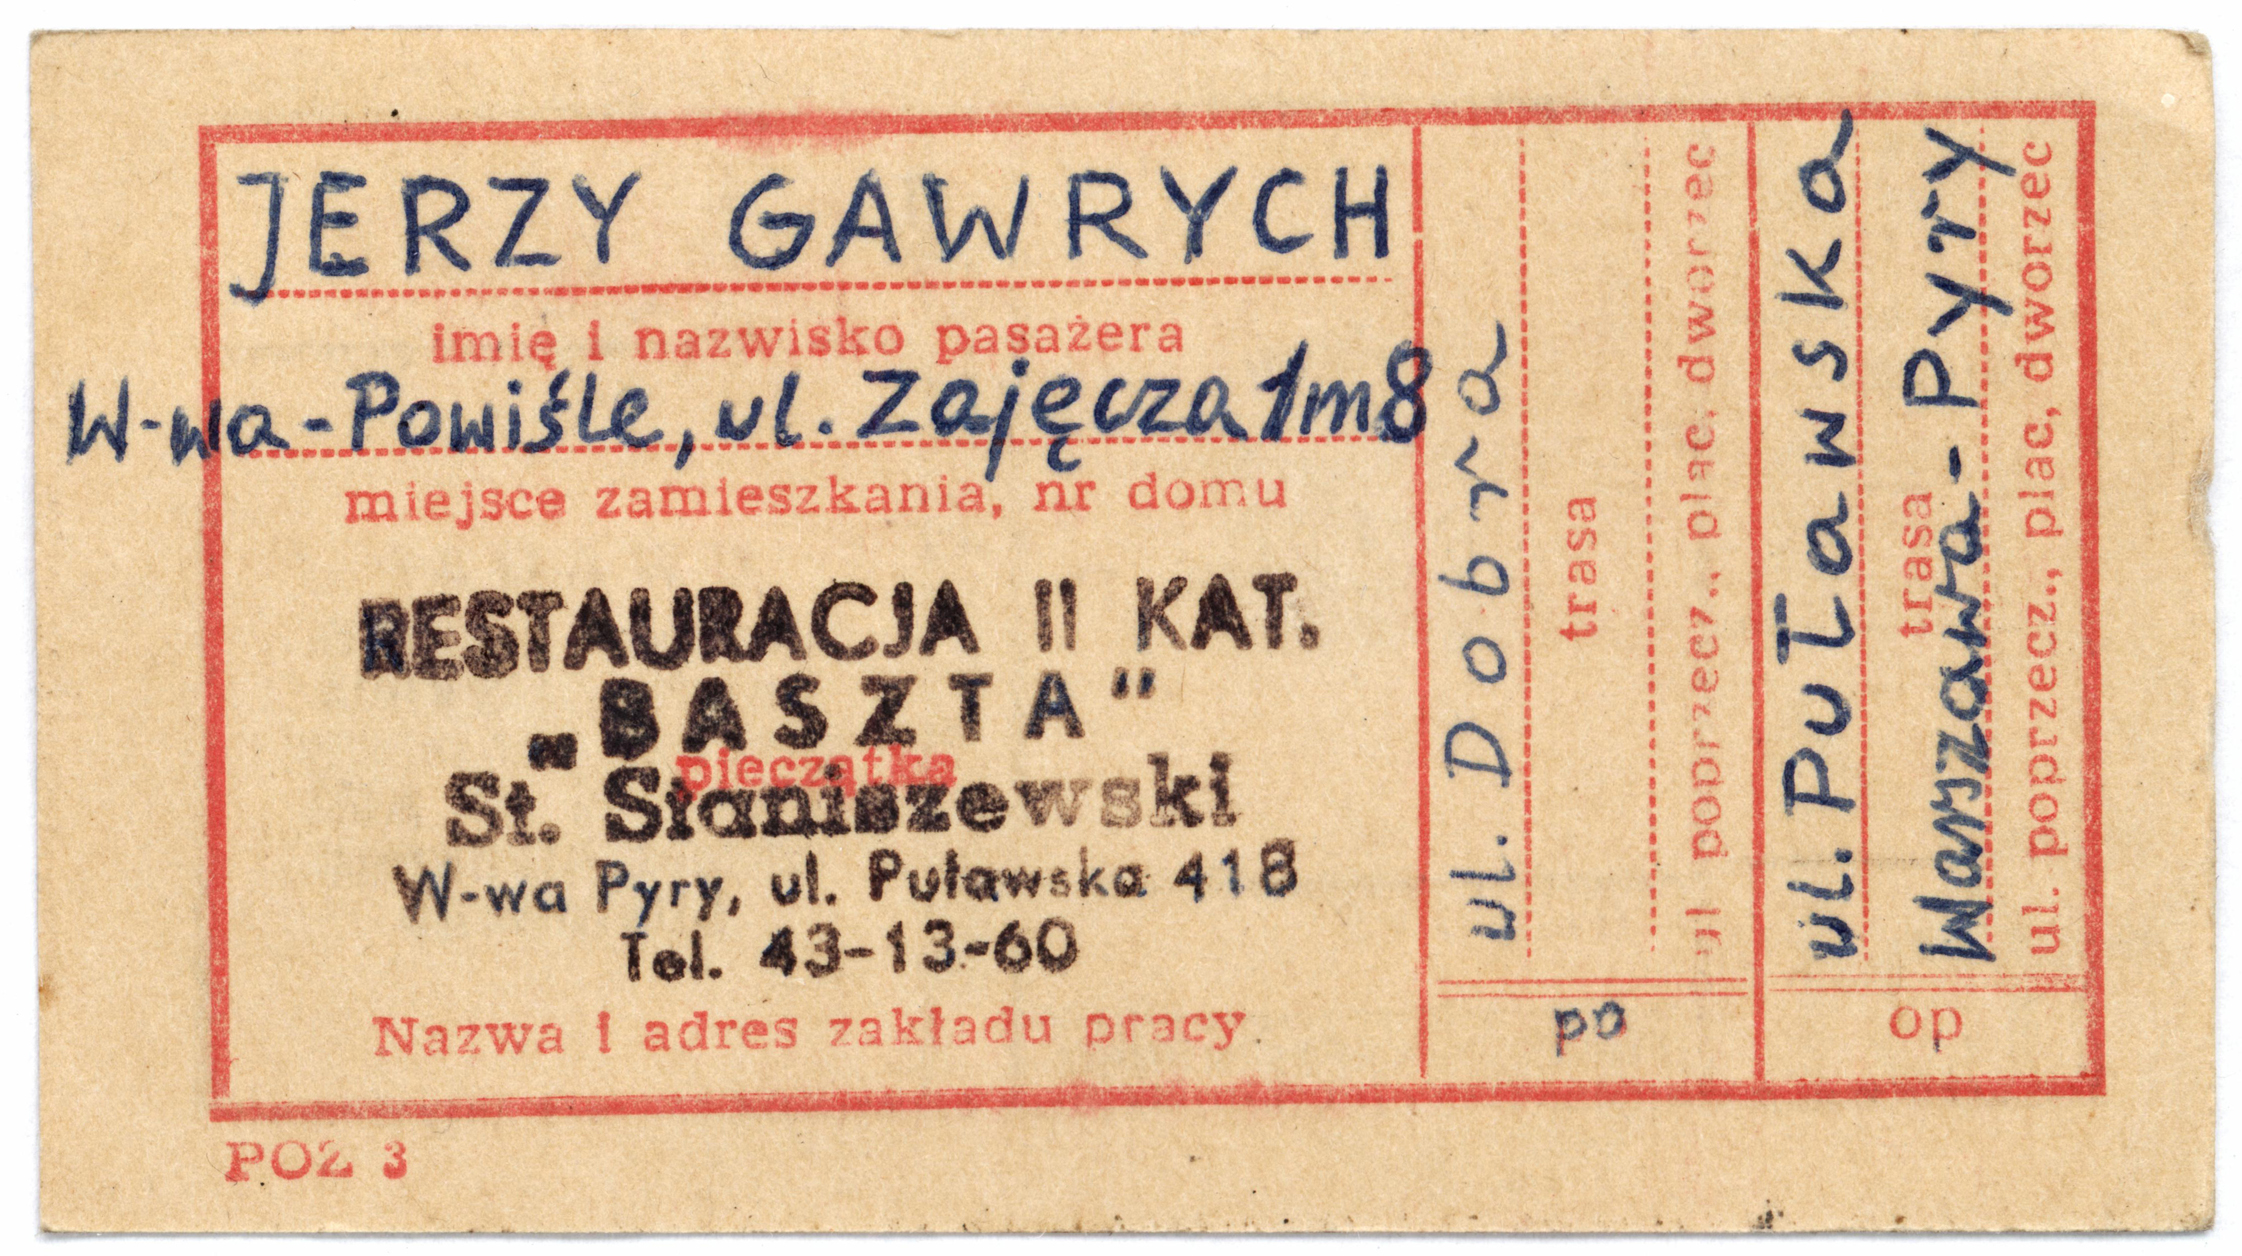 JERZY GAWRYCH
imię i nazwisko pasażera
W-wa-Powiśle, ul. Zajęcza 1m8
miejsce zamieszkania, nr domu
RESTAURACJA II KAT.
„BASZTA"
pieczątka
St. Staniszewski
W-wa Pyry, ul. Puławska 418
Tel. 43-13-60
Nazwa i adres zakładu pracy
POZ 3
ul. Dobra
trasa
ul poprzecz., plac, dworzec
po
ul. Puławska
trasa
Warszawa-Pyry
ul. poprzecz., plac, dworzec
op